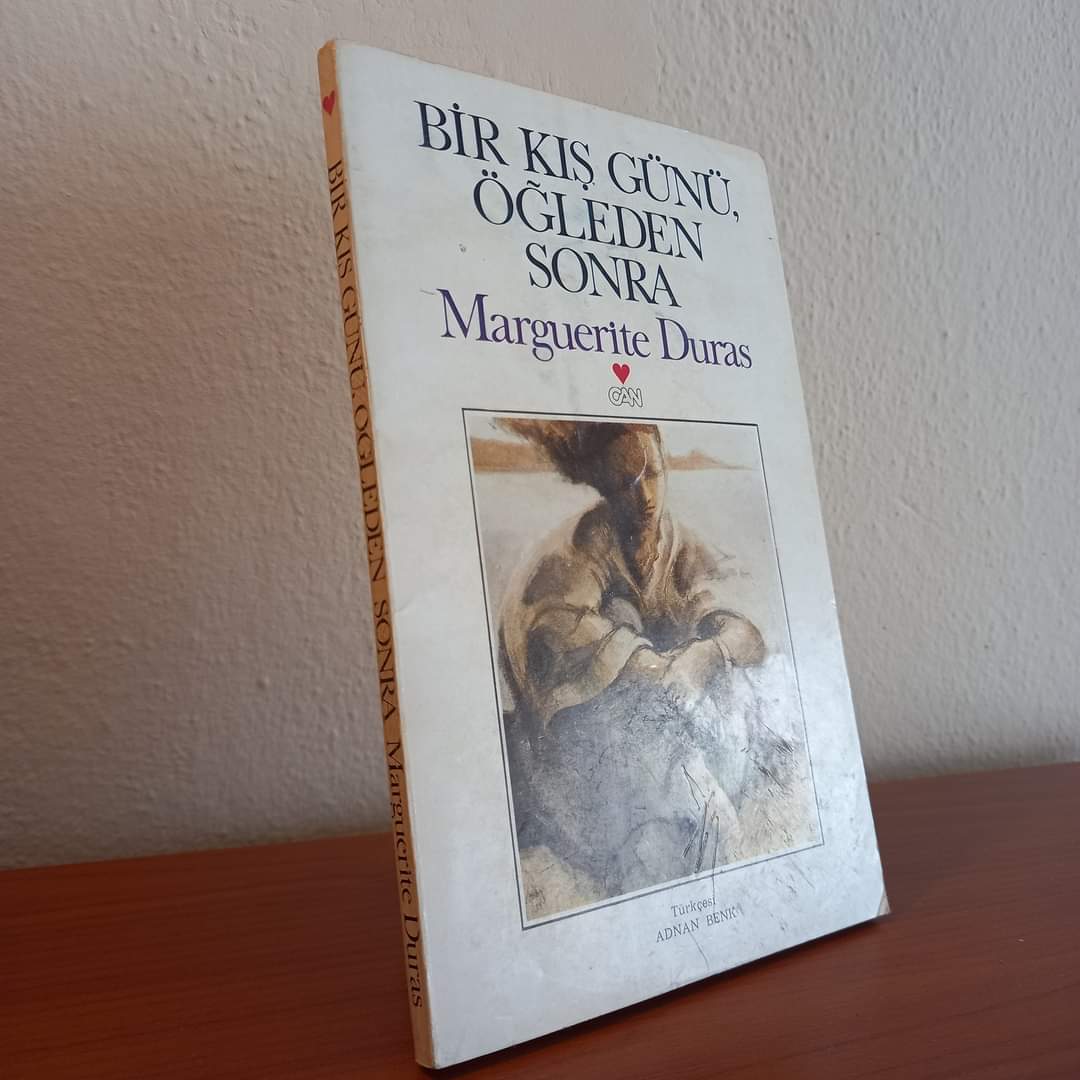 BİR KIŞ GÜNÜ,
ÖĞLEDEN
SONRA
Marguerite Duras
CAN
Türkçesi
ADNAN BENK
BİR KIŞ GÜNÜ, ÖĞLEDEN SONRA Marguerite Duras